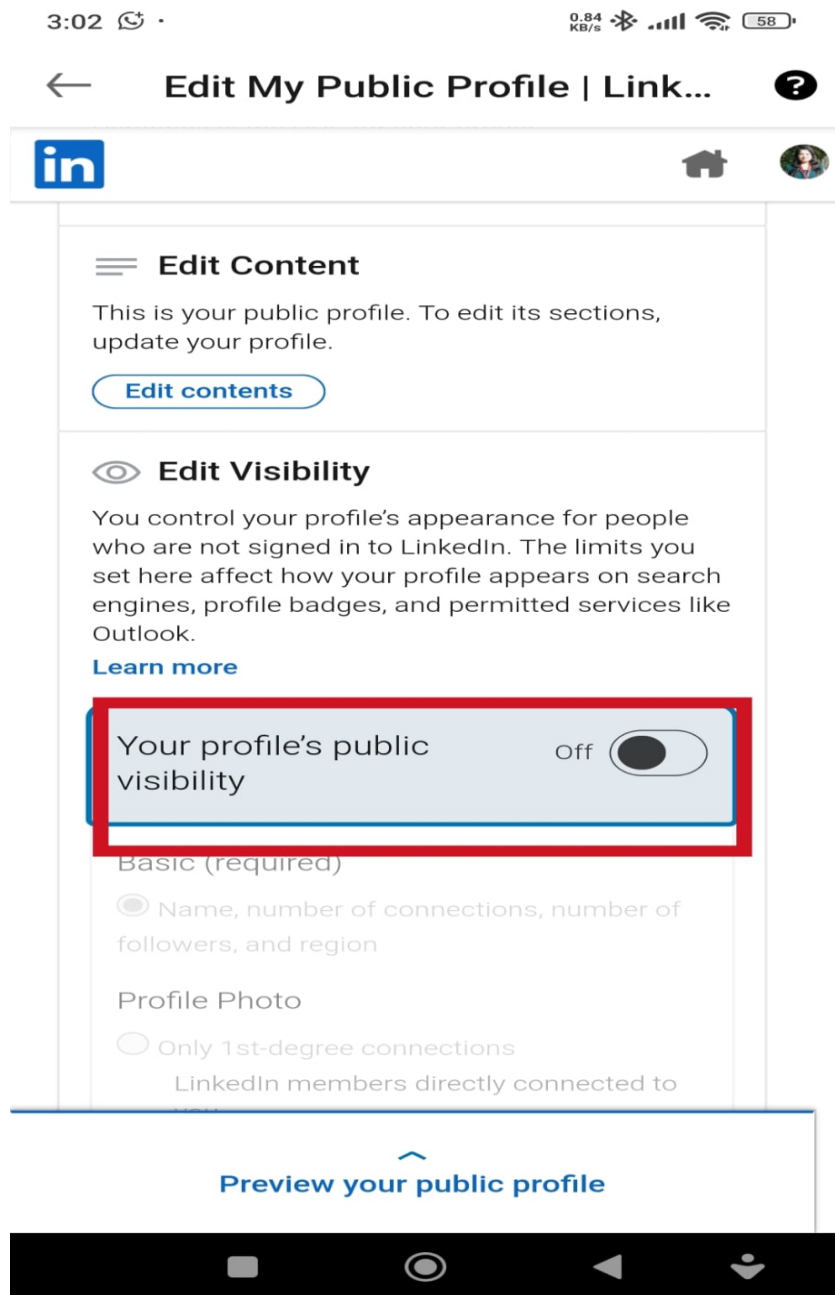 3:02
0.84
KB/s
58
Edit My Public Profile | Link...
?
in
Edit Content
This is your public profile. To edit its sections,
update your profile.
Edit contents
Edit Visibility
You control your profile's appearance for people
who are not signed in to LinkedIn. The limits you
set here affect how your profile appears on search
engines, profile badges, and permitted services like
Outlook.
Learn more
Your profile's public
visibility
Off
Basic (required)
Name, number of connections, number of
followers, and region
Profile Photo
Only 1st-degree connections
LinkedIn members directly connected to
Preview your public profile